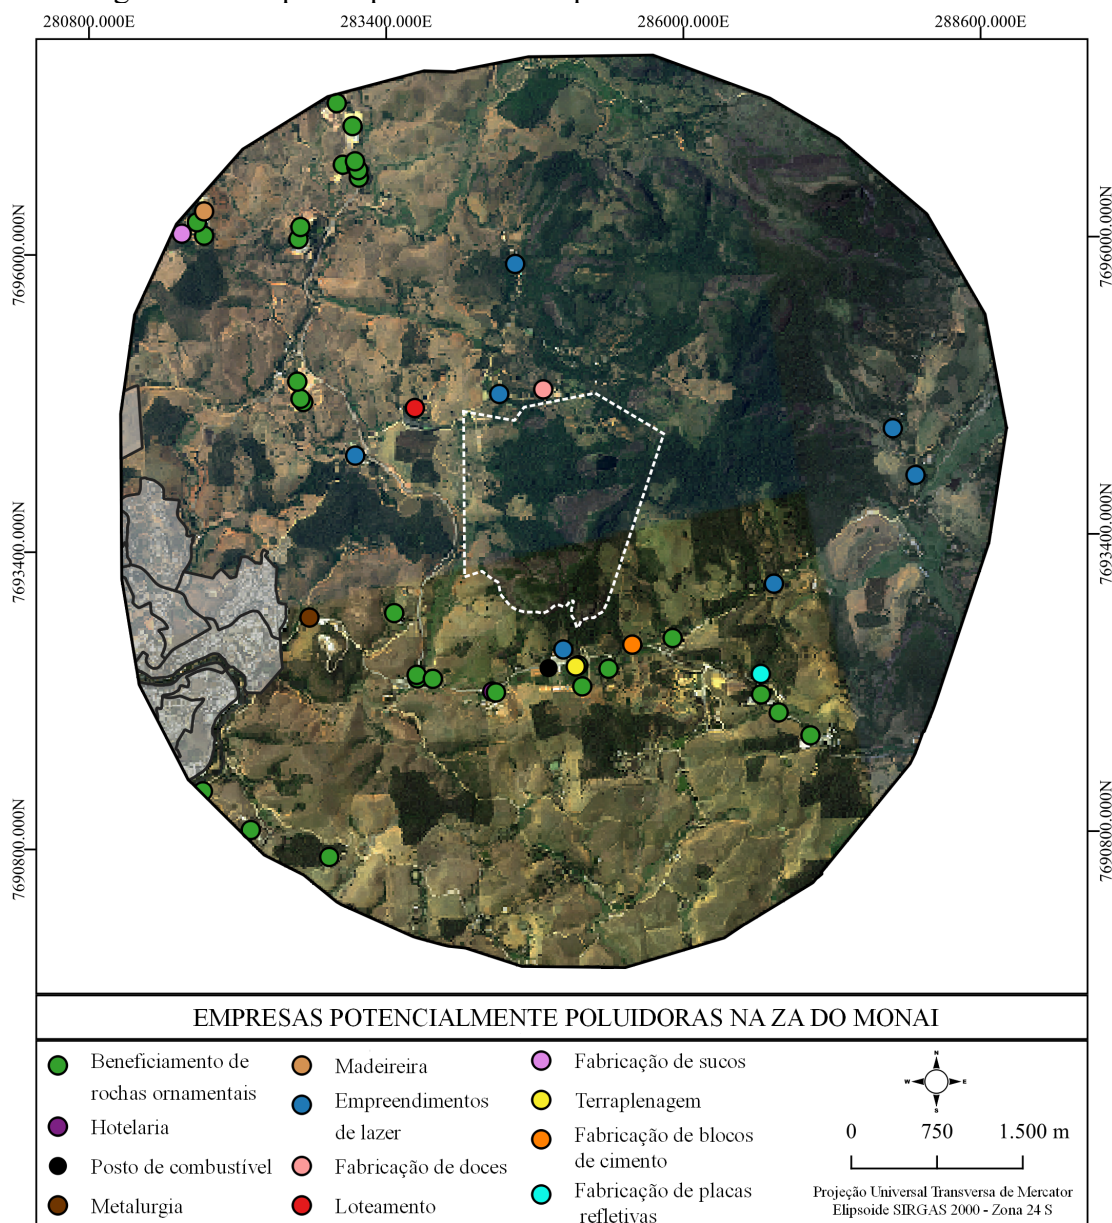 280800.000E 283400.000E 286000.000E 288600.000E
7696000.000N 7696000.000N
7693400.000N 7693400.000N
7690800.000N 7690800.000N
EMPRESAS POTENCIALMENTE POLUIDORAS NA ZA DO MONAI
Beneficiamento de
rochas ornamentais
Hotelaria
Posto de combustível
Metalurgia
Madeireira
Empreendimentos
de lazer
Fabricação de doces
Loteamento
Fabricação de sucos
Terraplenagem
Fabricação de blocos
de cimento
Fabricação de placas
refletivas
N
W E
S
0 750 1.500 m
Projeção Universal Transversa de Mercator
Elipsoide SIRGAS 2000 - Zona 24 S